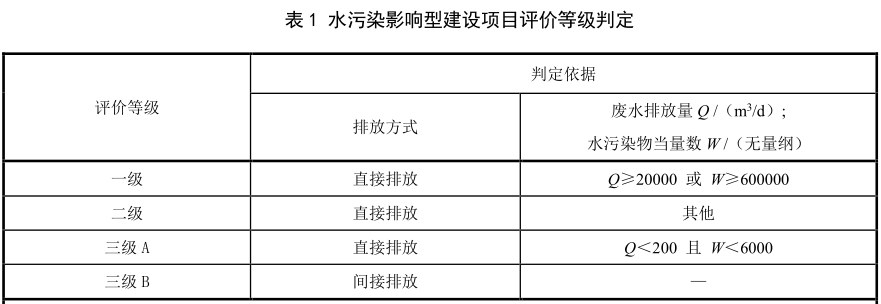 表 1 水污染影响型建设项目评价等级判定
评价等级
判定依据
排放方式
废水排放量 Q /（m³/d）;
水污染物当量数 W /（无量纲）
一级 直接排放 Q≥20000 或 W≥600000
二级 直接排放 其他
三级 A 直接排放 Q＜200 且 W＜6000
三级 B 间接排放 —